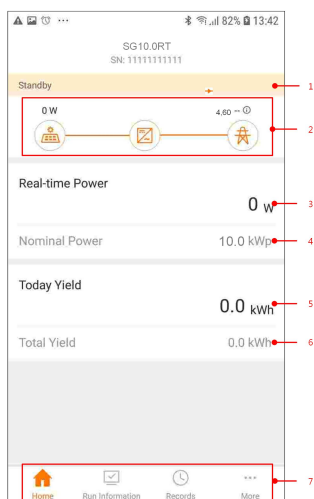 82% 13:42
SG10.0RT
SN: 11111111111
Standby
1
0 W
4,60 -- 
2
Real-time Power
0 W
3
Nominal Power
10.0 kWp
4
Today Yield
0.0 kWh
5
Total Yield
0.0 kWh
6
7
Home
Run Information
Records
More